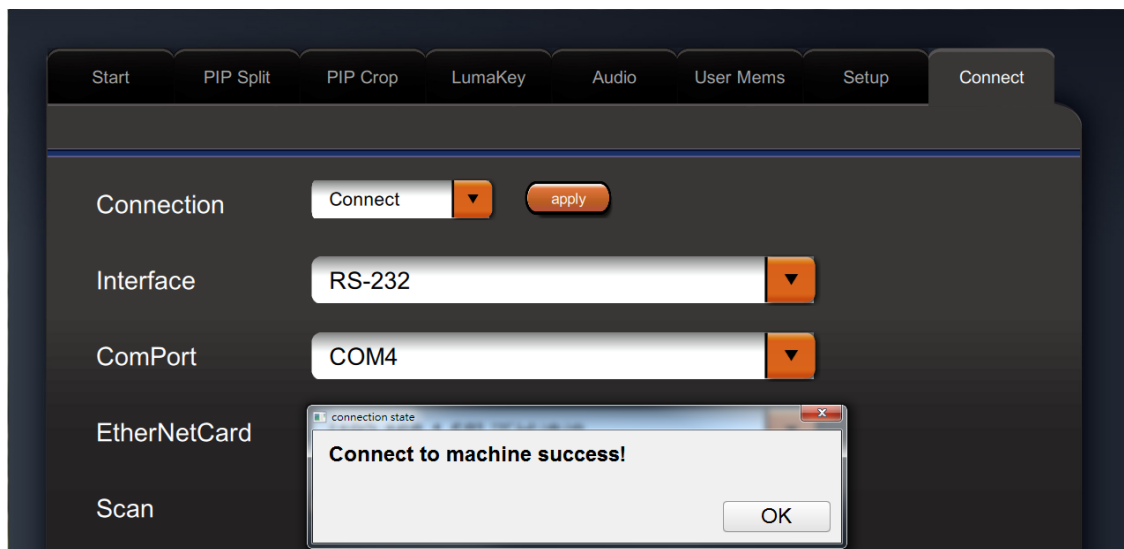 Start PIP Split PIP Crop LumaKey Audio User Mems Setup Connect
Connection Connect apply
Interface RS-232
ComPort COM4
connection state
EtherNetCard
Connect to machine success!
Scan
OK